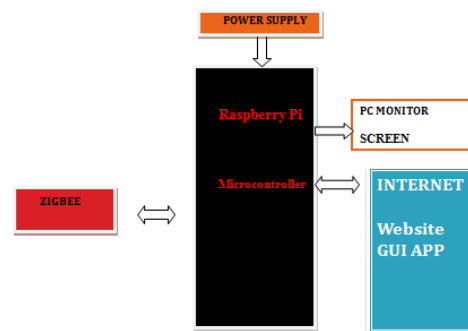 POWER SUPPLY
Raspberry Pi
Microcontroller
PC MONITOR
SCREEN
ZIGBEE
INTERNET
Website
GUI APP